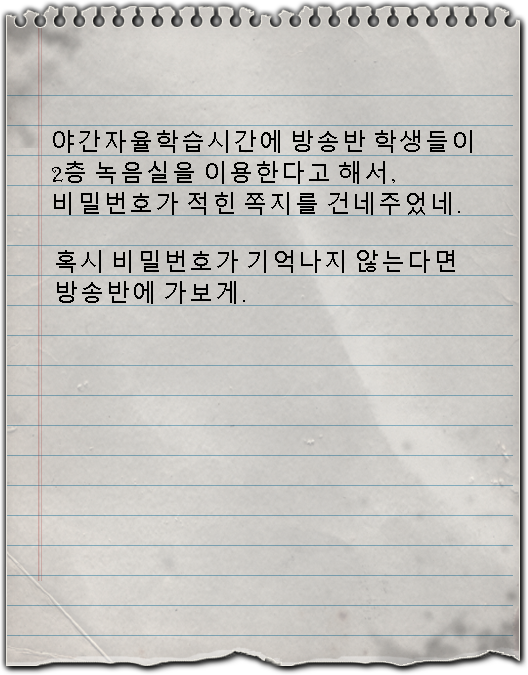 야간자율학습시간에 방송반 학생들이
2층 녹음실을 이용한다고 해서,
비밀번호가 적힌 쪽지를 건네주었네.
혹시 비밀번호가 기억나지 않는다면
방송반에 가보게.